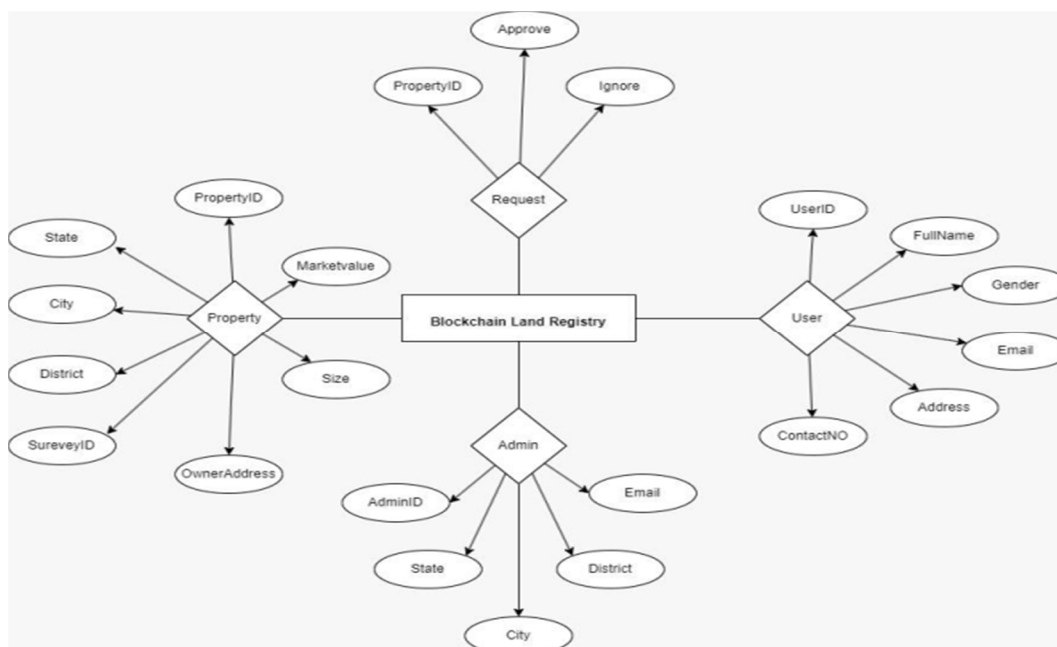 Approve
PropertyID
Ignore
Request
PropertyID
State
Marketvalue
City
Property
District
Size
SureveyID
OwnerAddress
Blockchain Land Registry
UserID
FullName
Gender
User
Email
Address
ContactNO
Admin
AdminID
Email
State
District
City